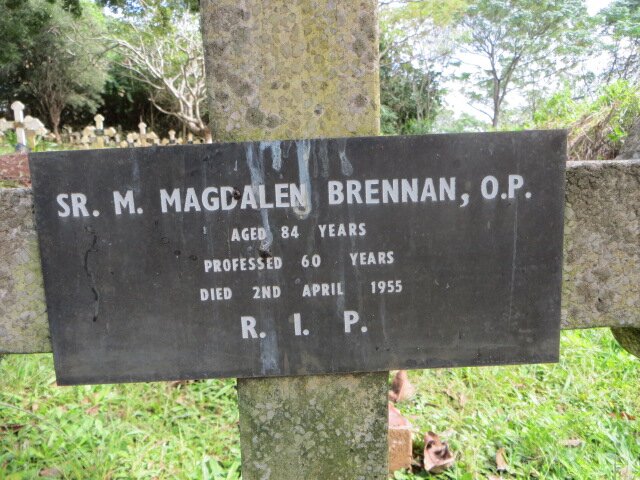 SR. M. MAGDALEN BRENNAN, O.P.
AGED 84 YEARS
PROFESSED 60 YEARS
DIED 2ND APRIL 1955
R. I. P.